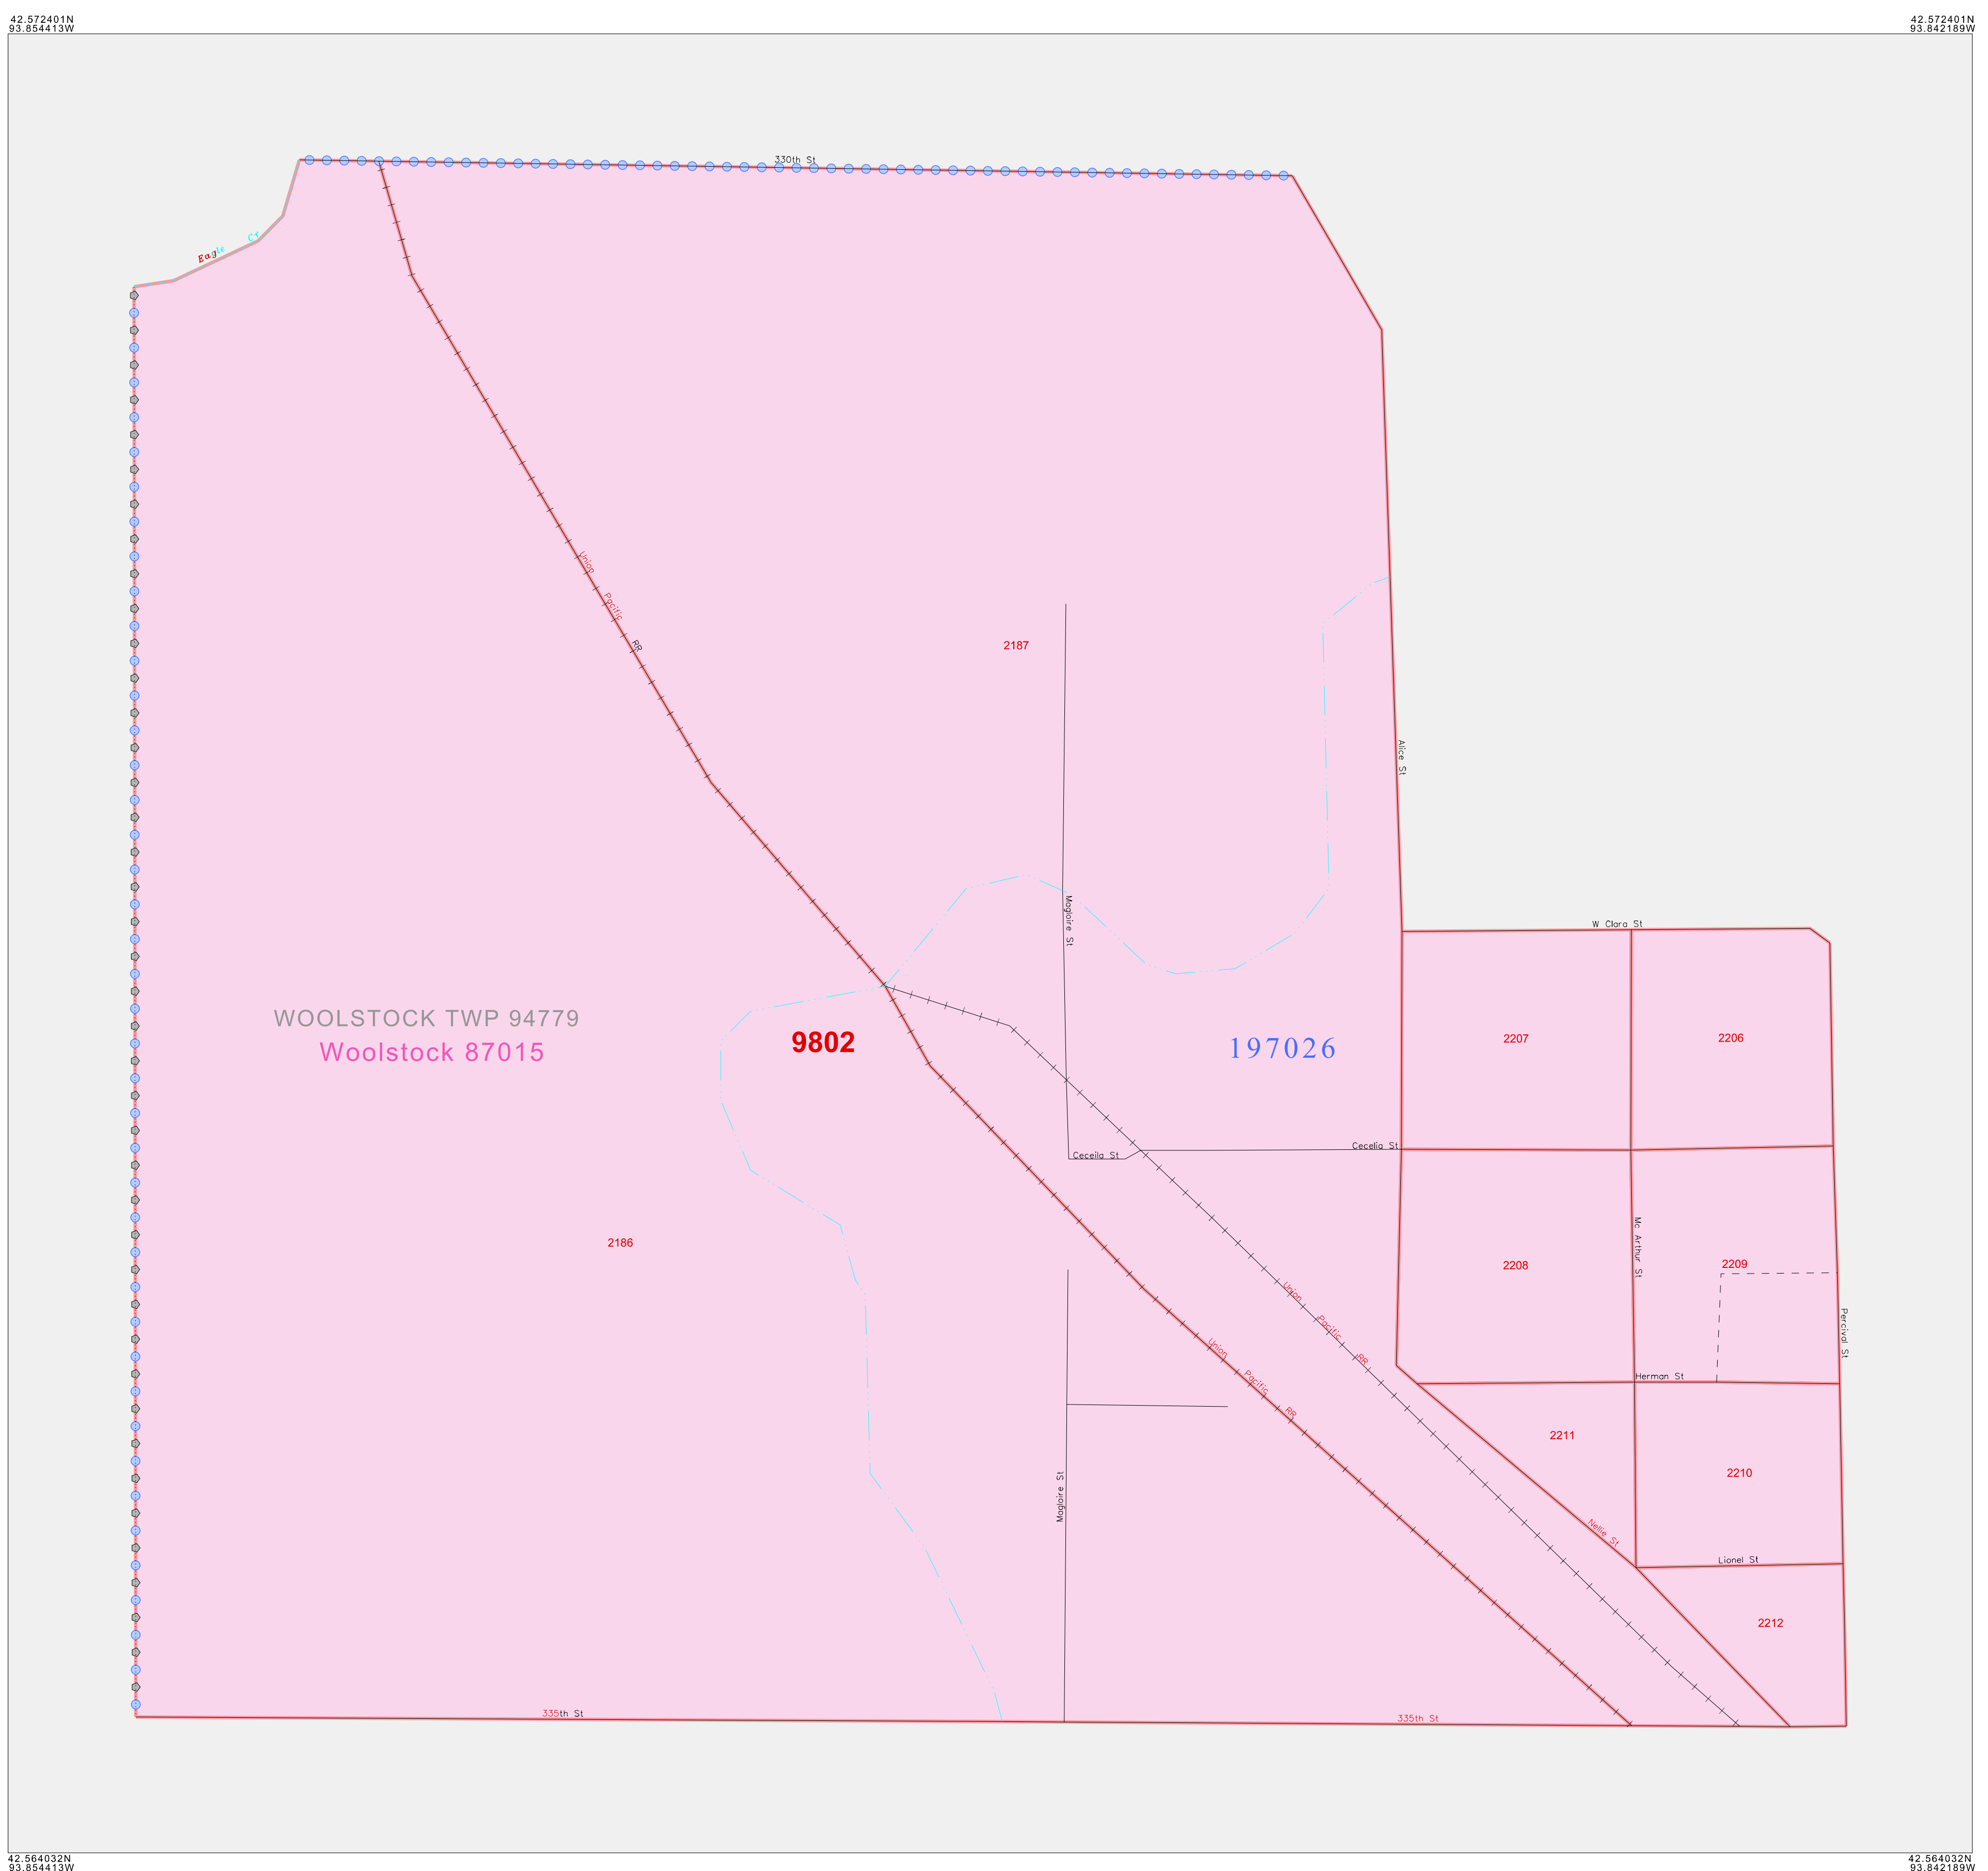 42.572401N
93.854413W
42.572401N
93.842189W
330th St
Eagle Cr
Union Pacific RR
2187
Alice St
Magloire St
W Clara St
WOOLSTOCK TWP 94779
Woolstock 87015
9802
197026
2207
2206
Cecelia St
Ceceila St
2186
Mc Arthur St
2208
2209
Union Pacific RR
Union Pacific RR
Percival St
Herman St
2211
2210
Magloire St
Nellie St
Lionel St
2212
335th St
335th St
42.564032N
93.854413W
42.564032N
93.842189W